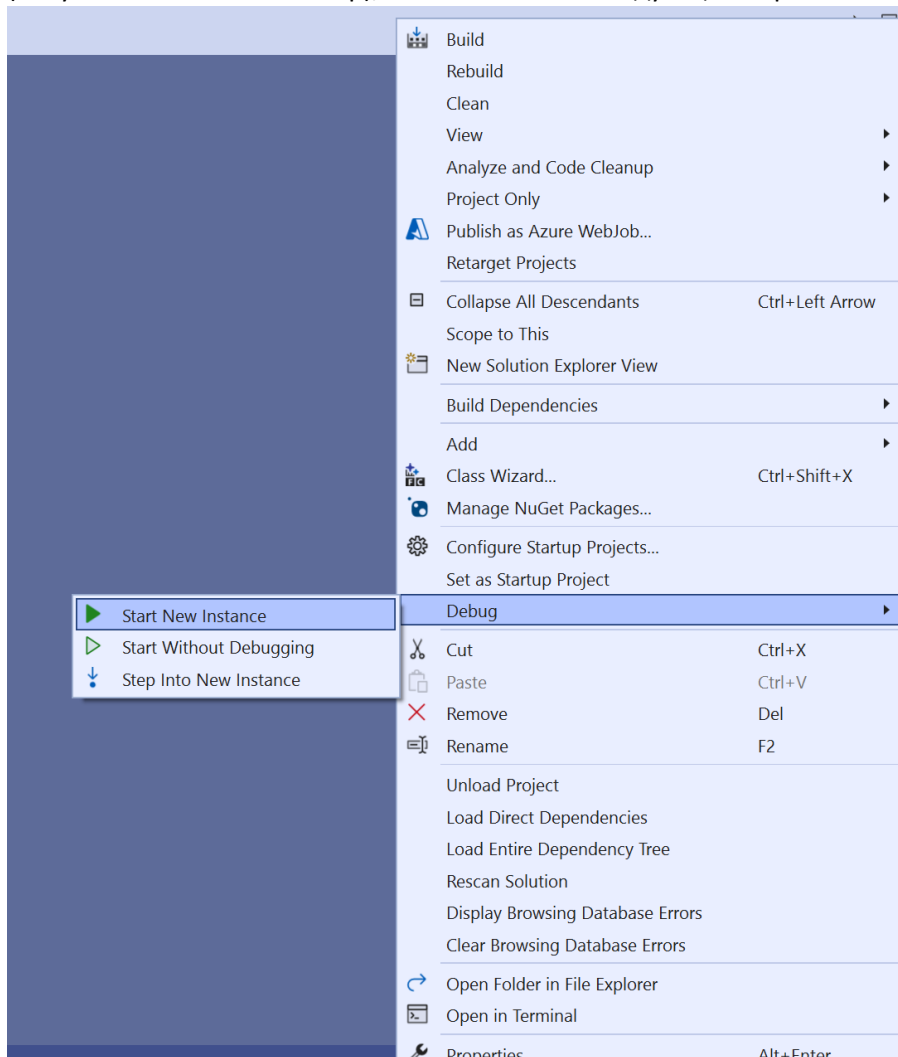 Build
Rebuild
Clean
View
Analyze and Code Cleanup
Project Only
Publish as Azure WebJob...
Retarget Projects
Collapse All Descendants Ctrl+Left Arrow
Scope to This
New Solution Explorer View
Build Dependencies
Add
Class Wizard... Ctrl+Shift+X
Manage NuGet Packages...
Configure Startup Projects...
Set as Startup Project
Debug
Start New Instance
Start Without Debugging
Step Into New Instance
Cut Ctrl+X
Paste Ctrl+V
Remove Del
Rename F2
Unload Project
Load Direct Dependencies
Load Entire Dependency Tree
Rescan Solution
Display Browsing Database Errors
Clear Browsing Database Errors
Open Folder in File Explorer
Open in Terminal
Properties Alt+Enter